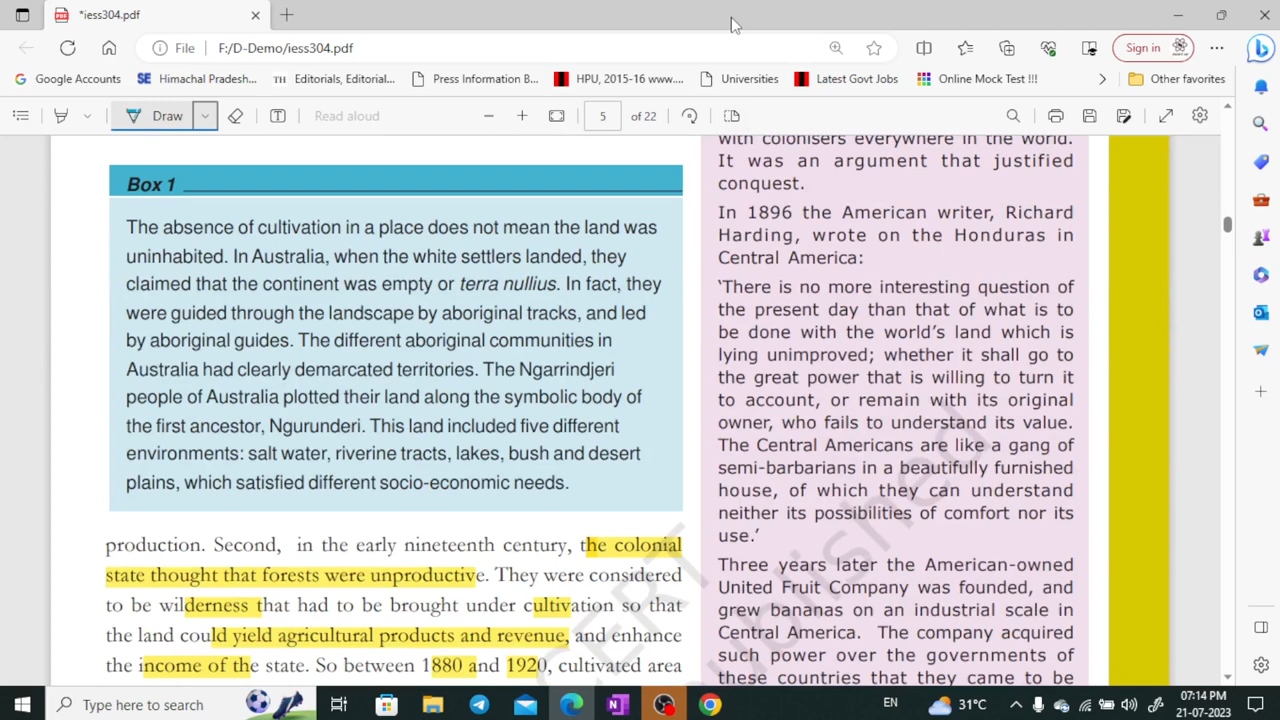 *iess304.pdf
File
F:/D-Demo/iess304.pdf
Sign in
Google Accounts
SE Himachal Pradesh...
TH Editorials, Editorial...
Press Information B...
HPU, 2015-16 www....
Universities
Latest Govt Jobs
Online Mock Test !!!
Other favorites
Draw
Read aloud
5
of 22
Box 1
The absence of cultivation in a place does not mean the land was
uninhabited. In Australia, when the white settlers landed, they
claimed that the continent was empty or terra nullius. In fact, they
were guided through the landscape by aboriginal tracks, and led
by aboriginal guides. The different aboriginal communities in
Australia had clearly demarcated territories. The Ngarrindjeri
people of Australia plotted their land along the symbolic body of
the first ancestor, Ngurunderi. This land included five different
environments: salt water, riverine tracts, lakes, bush and desert
plains, which satisfied different socio-economic needs.
production. Second, in the early nineteenth century, the colonial
state thought that forests were unproductive. They were considered
to be wilderness that had to be brought under cultivation so that
the land could yield agricultural products and revenue, and enhance
the income of the state. So between 1880 and 1920, cultivated area
with colonisers everywhere in the world.
It was an argument that justified
conquest.
In 1896 the American writer, Richard
Harding, wrote on the Honduras in
Central America:
‘There is no more interesting question of
the present day than that of what is to
be done with the world’s land which is
lying unimproved; whether it shall go to
the great power that is willing to turn it
to account, or remain with its original
owner, who fails to understand its value.
The Central Americans are like a gang of
semi-barbarians in a beautifully furnished
house, of which they can understand
neither its possibilities of comfort nor its
use.’
Three years later the American-owned
United Fruit Company was founded, and
grew bananas on an industrial scale in
Central America. The company acquired
such power over the governments of
these countries that they came to be
NCERT
published
Type here to search
31°C
EN
07:14 PM
21-07-2023